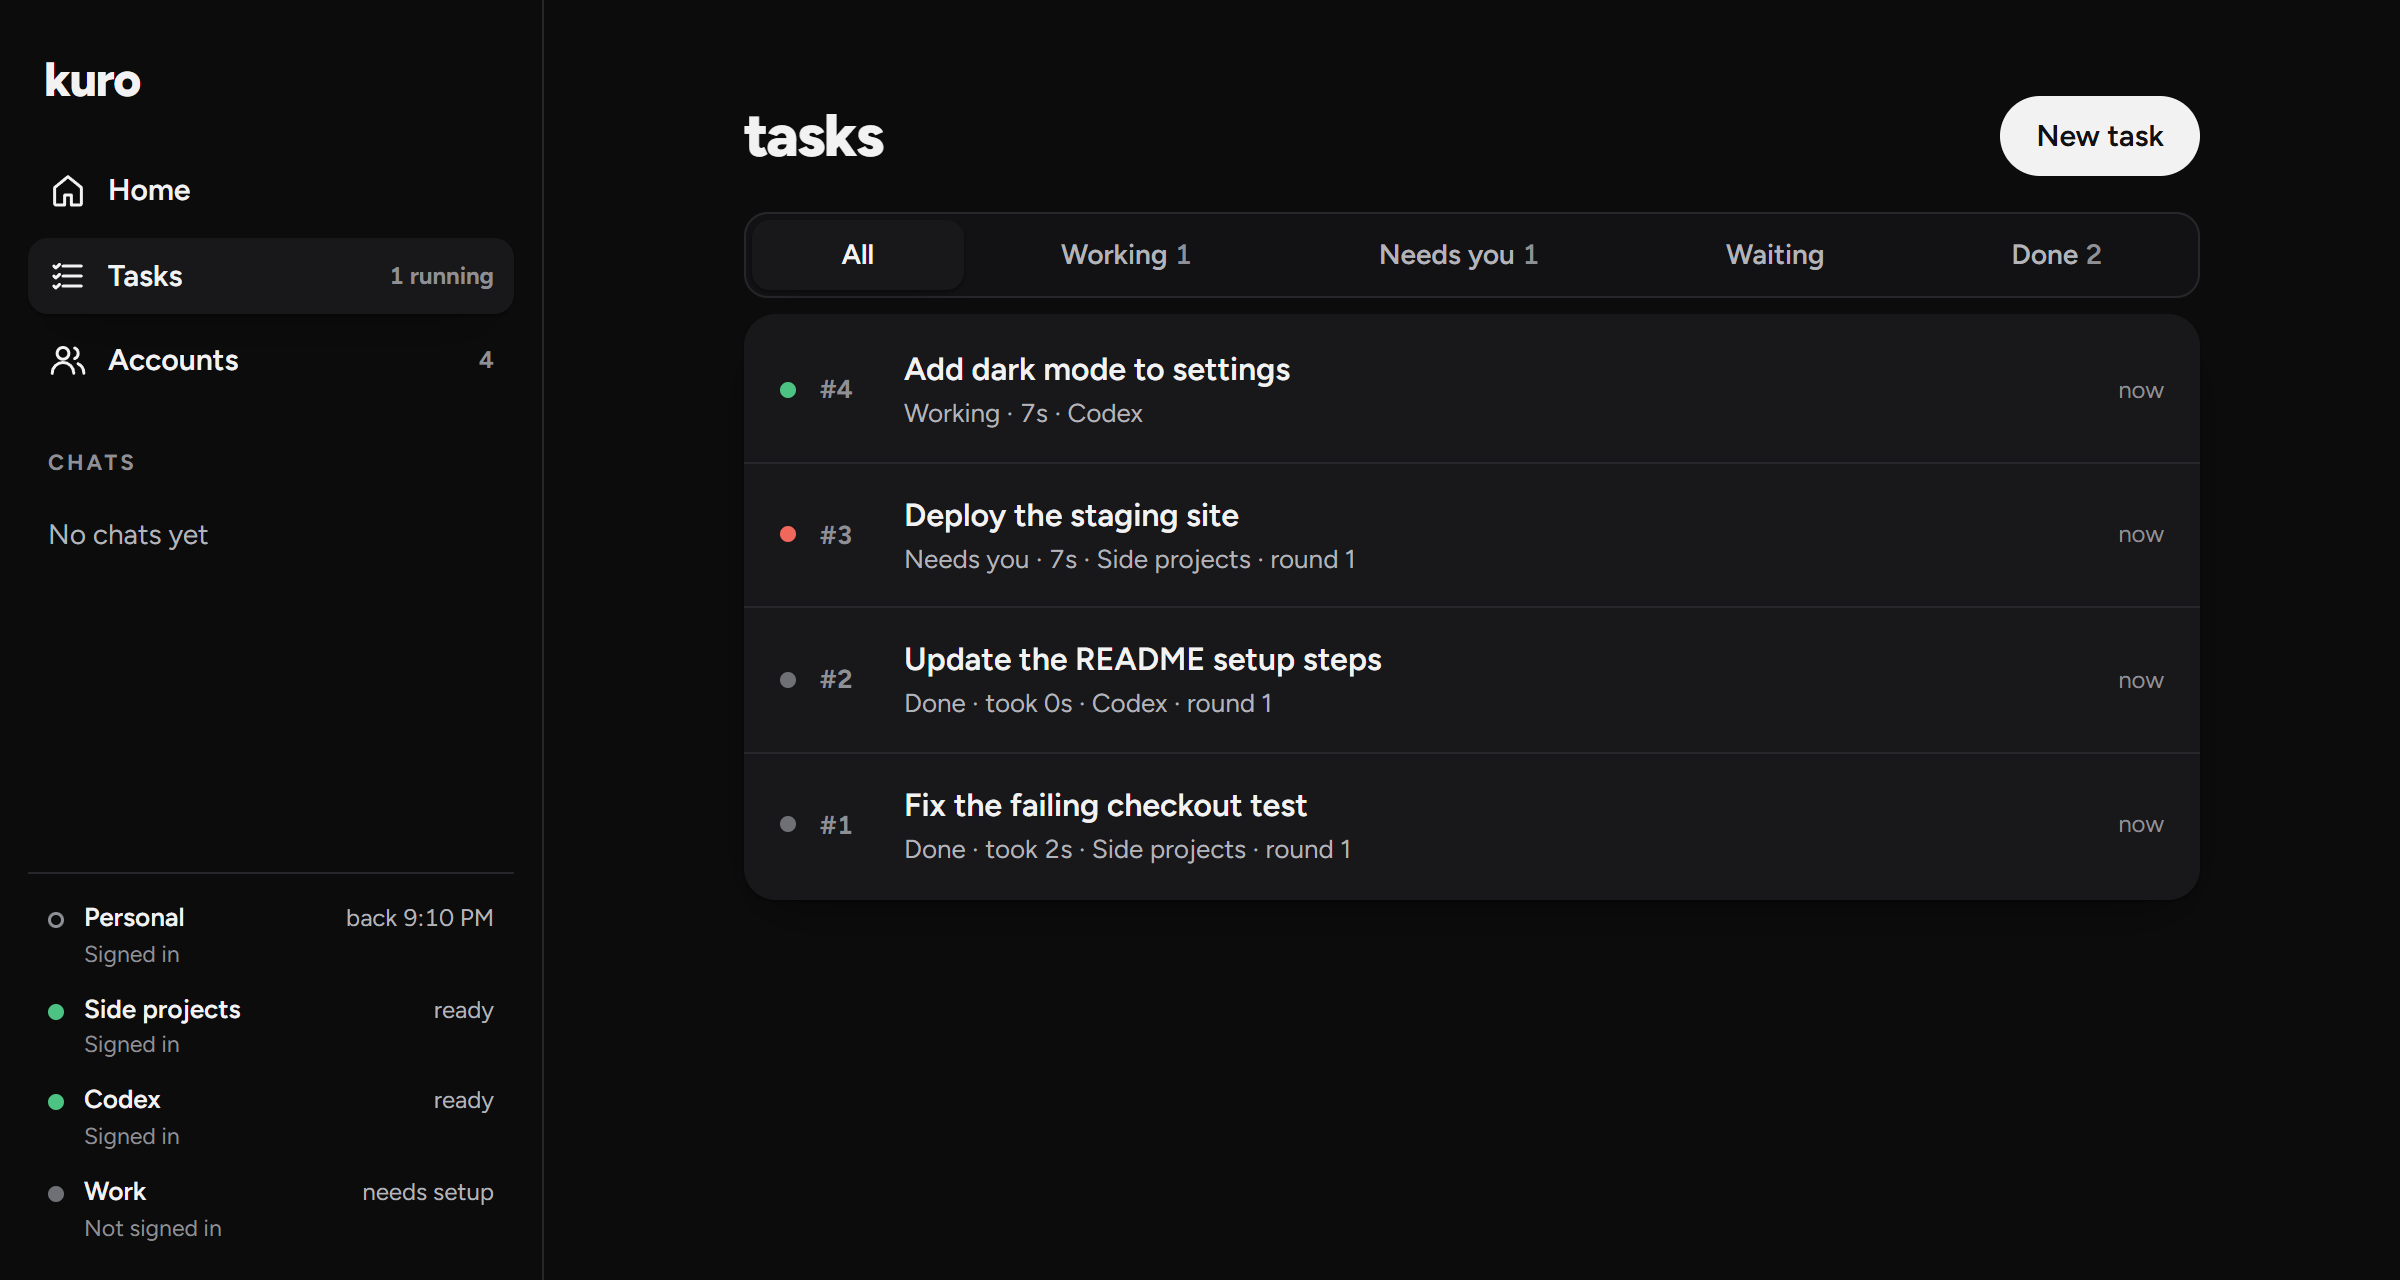 kuro
Home
Tasks 1 running
Accounts 4
CHATS
No chats yet
Personal back 9:10 PM
Signed in
Side projects ready
Signed in
Codex ready
Signed in
Work needs setup
Not signed in
tasks
New task
All Working 1 Needs you 1 Waiting Done 2
#4 Add dark mode to settings now
Working · 7s · Codex
#3 Deploy the staging site now
Needs you · 7s · Side projects · round 1
#2 Update the README setup steps now
Done · took 0s · Codex · round 1
#1 Fix the failing checkout test now
Done · took 2s · Side projects · round 1